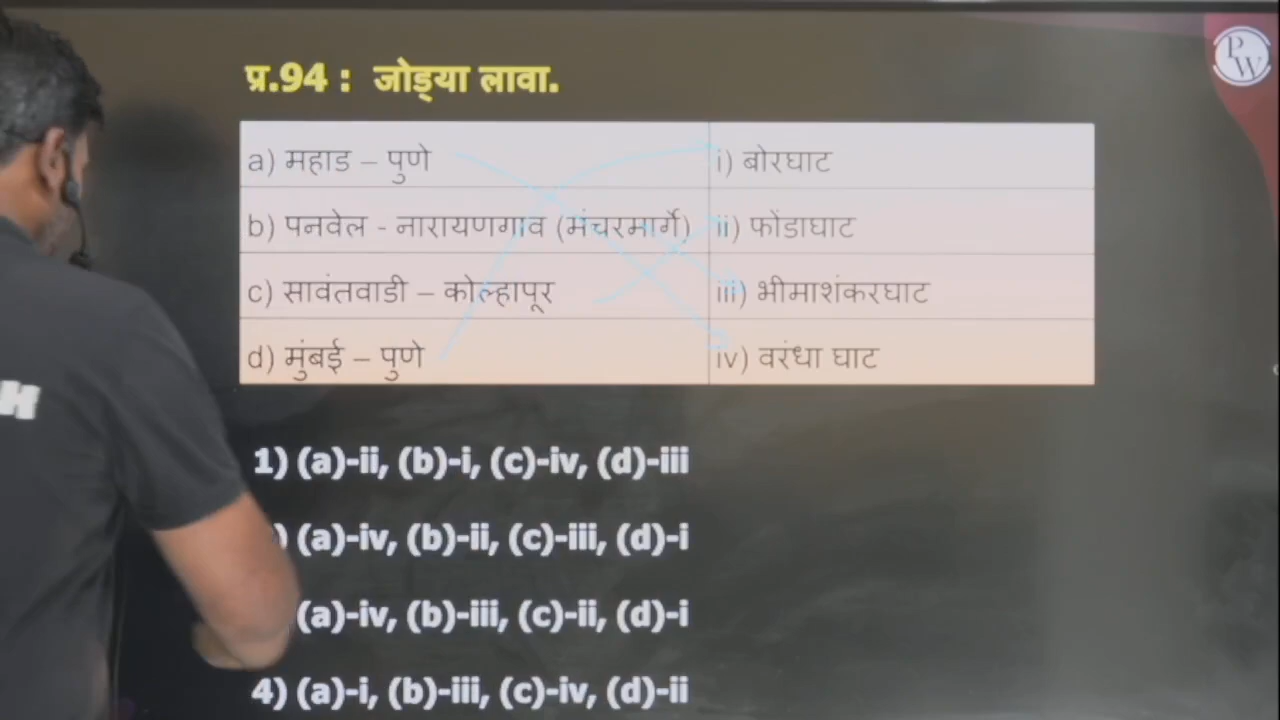 PW
प्र.94 : जोड्या लावा.
a) महाड – पुणे i) बोरघाट
b) पनवेल - नारायणगाव (मंचरमार्गे) ii) फोंडाघाट
c) सावंतवाडी – कोल्हापूर iii) भीमाशंकरघाट
d) मुंबई – पुणे iv) वरंधा घाट
1) (a)-ii, (b)-i, (c)-iv, (d)-iii
) (a)-iv, (b)-ii, (c)-iii, (d)-i
(a)-iv, (b)-iii, (c)-ii, (d)-i
4) (a)-i, (b)-iii, (c)-iv, (d)-ii
H